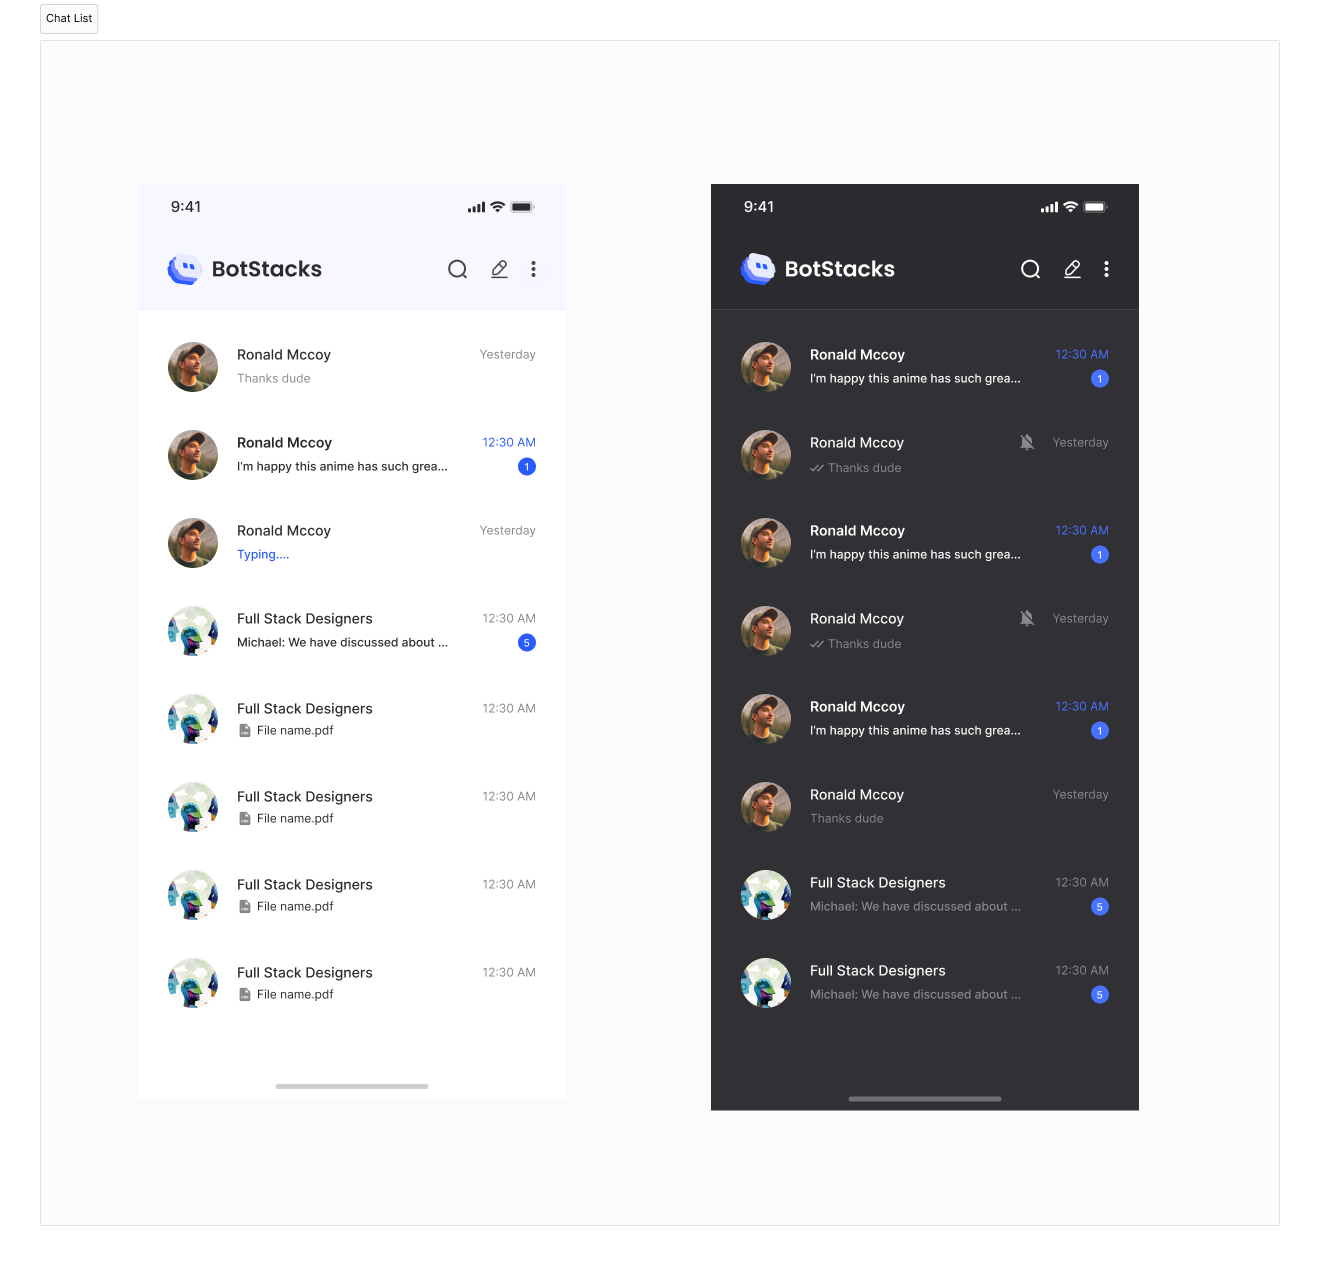 Chat List
9:41
BotStacks
Ronald Mccoy
Yesterday
Thanks dude
Ronald Mccoy
12:30 AM
I'm happy this anime has such grea...
1
Ronald Mccoy
Yesterday
Typing....
Full Stack Designers
12:30 AM
Michael: We have discussed about ...
5
Full Stack Designers
12:30 AM
File name.pdf
Full Stack Designers
12:30 AM
File name.pdf
Full Stack Designers
12:30 AM
File name.pdf
Full Stack Designers
12:30 AM
File name.pdf
9:41
BotStacks
Ronald Mccoy
12:30 AM
I'm happy this anime has such grea...
1
Ronald Mccoy
Yesterday
Thanks dude
Ronald Mccoy
12:30 AM
I'm happy this anime has such grea...
1
Ronald Mccoy
Yesterday
Thanks dude
Ronald Mccoy
12:30 AM
I'm happy this anime has such grea...
1
Ronald Mccoy
Yesterday
Thanks dude
Full Stack Designers
12:30 AM
Michael: We have discussed about ...
5
Full Stack Designers
12:30 AM
Michael: We have discussed about ...
5